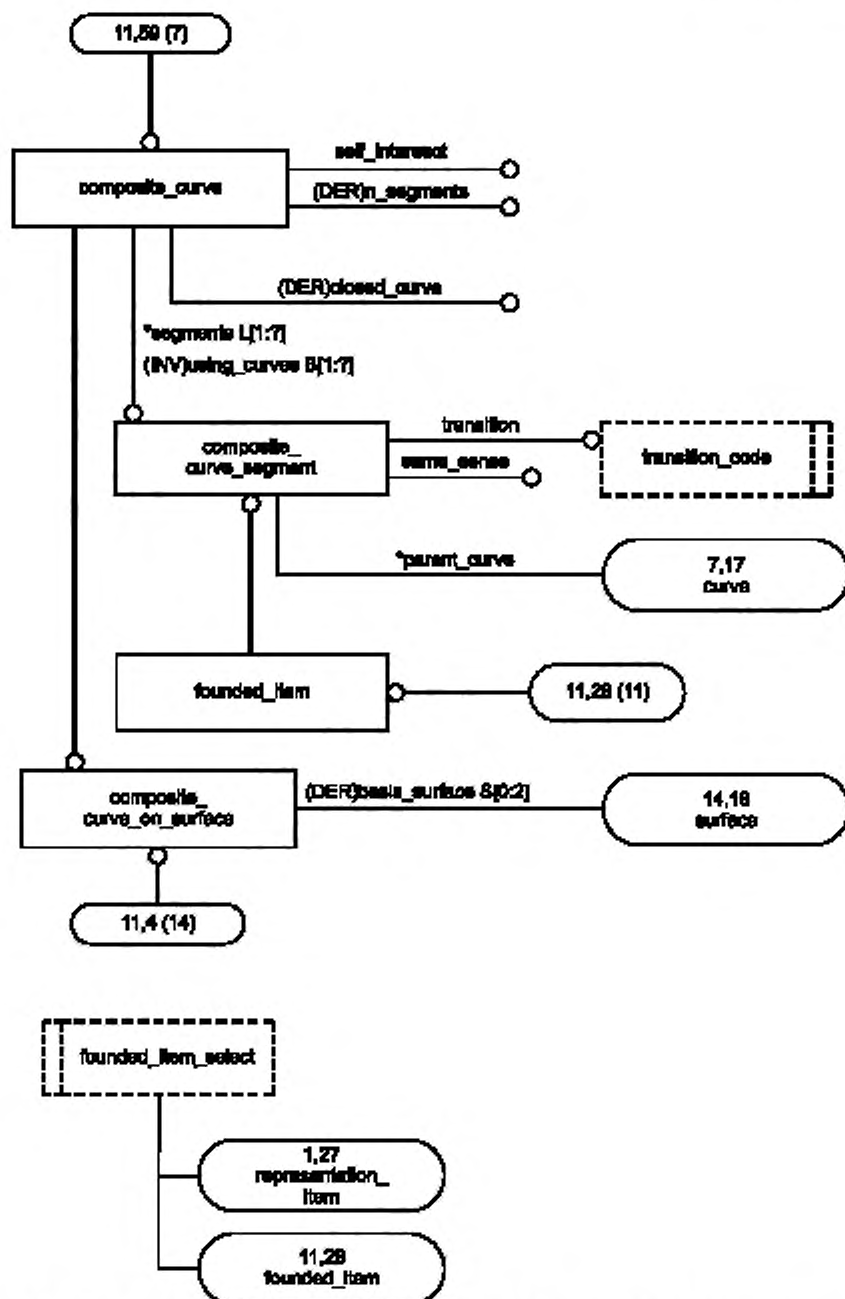 11,59 (7)
self_intersect
composite_curve
(DER)n_segments
(DER)closed_curve
*segments L[1:?]
(INV)using_curves B[1:?]
transition
composite_
curve_segment
transition_code
same_sense
*parent_curve
7,17
curve
founded_item
11,28 (11)
composite_
curve_on_surface
(DER)basis_surface S[0:2]
14,18
surface
11,4 (14)
founded_item_select
1,27
representation_
item
11,28
founded_item